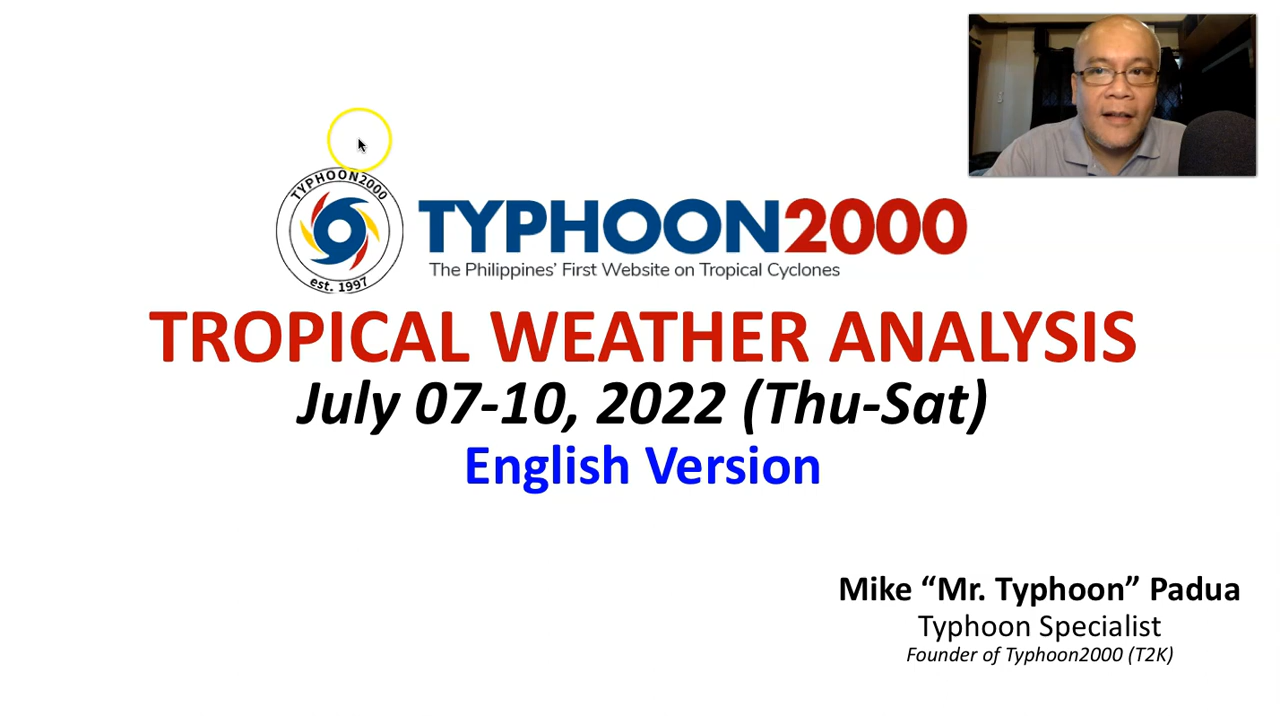 TYPHOON2000
est. 1997
TYPHOON2000
The Philippines' First Website on Tropical Cyclones
TROPICAL WEATHER ANALYSIS
July 07-10, 2022 (Thu-Sat)
English Version
Mike “Mr. Typhoon” Padua
Typhoon Specialist
Founder of Typhoon2000 (T2K)